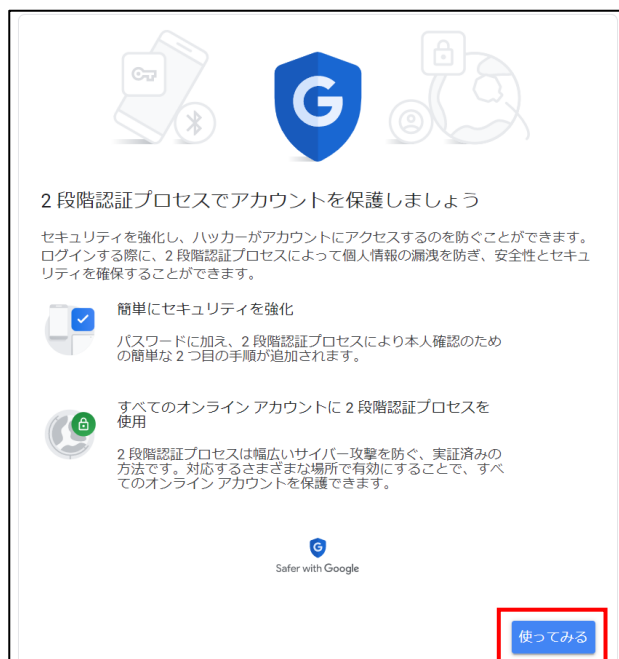 G
2 段階認証プロセスでアカウントを保護しましょう
セキュリティを強化し、ハッカーがアカウントにアクセスするのを防ぐことができます。
ログインする際に、2 段階認証プロセスによって個人情報の漏洩を防ぎ、安全性とセキュ
リティを確保することができます。
簡単にセキュリティを強化
パスワードに加え、2 段階認証プロセスにより本人確認のため
の簡単な 2 つ目の手順が追加されます。
すべてのオンライン アカウントに 2 段階認証プロセスを
使用
2 段階認証プロセスは幅広いサイバー攻撃を防ぐ、実証済みの
方法です。対応するさまざまな場所で有効にすることで、すべ
てのオンライン アカウントを保護できます。
G
Safer with Google
使ってみる